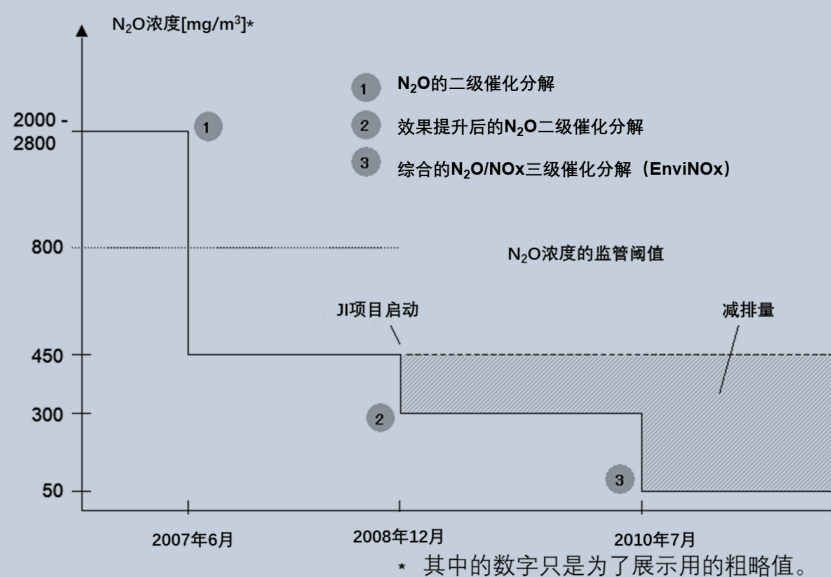 N₂O浓度[mg/m³]*
① N₂O的二级催化分解
② 效果提升后的N₂O二级催化分解
③ 综合的N₂O/NOx三级催化分解（EnviNOx）
2000 -
2800
1
800
N₂O浓度的监管阈值
JI项目启动
减排量
450
300
2
50
3
2007年6月
2008年12月
2010年7月
* 其中的数字只是为了展示用的粗略值。